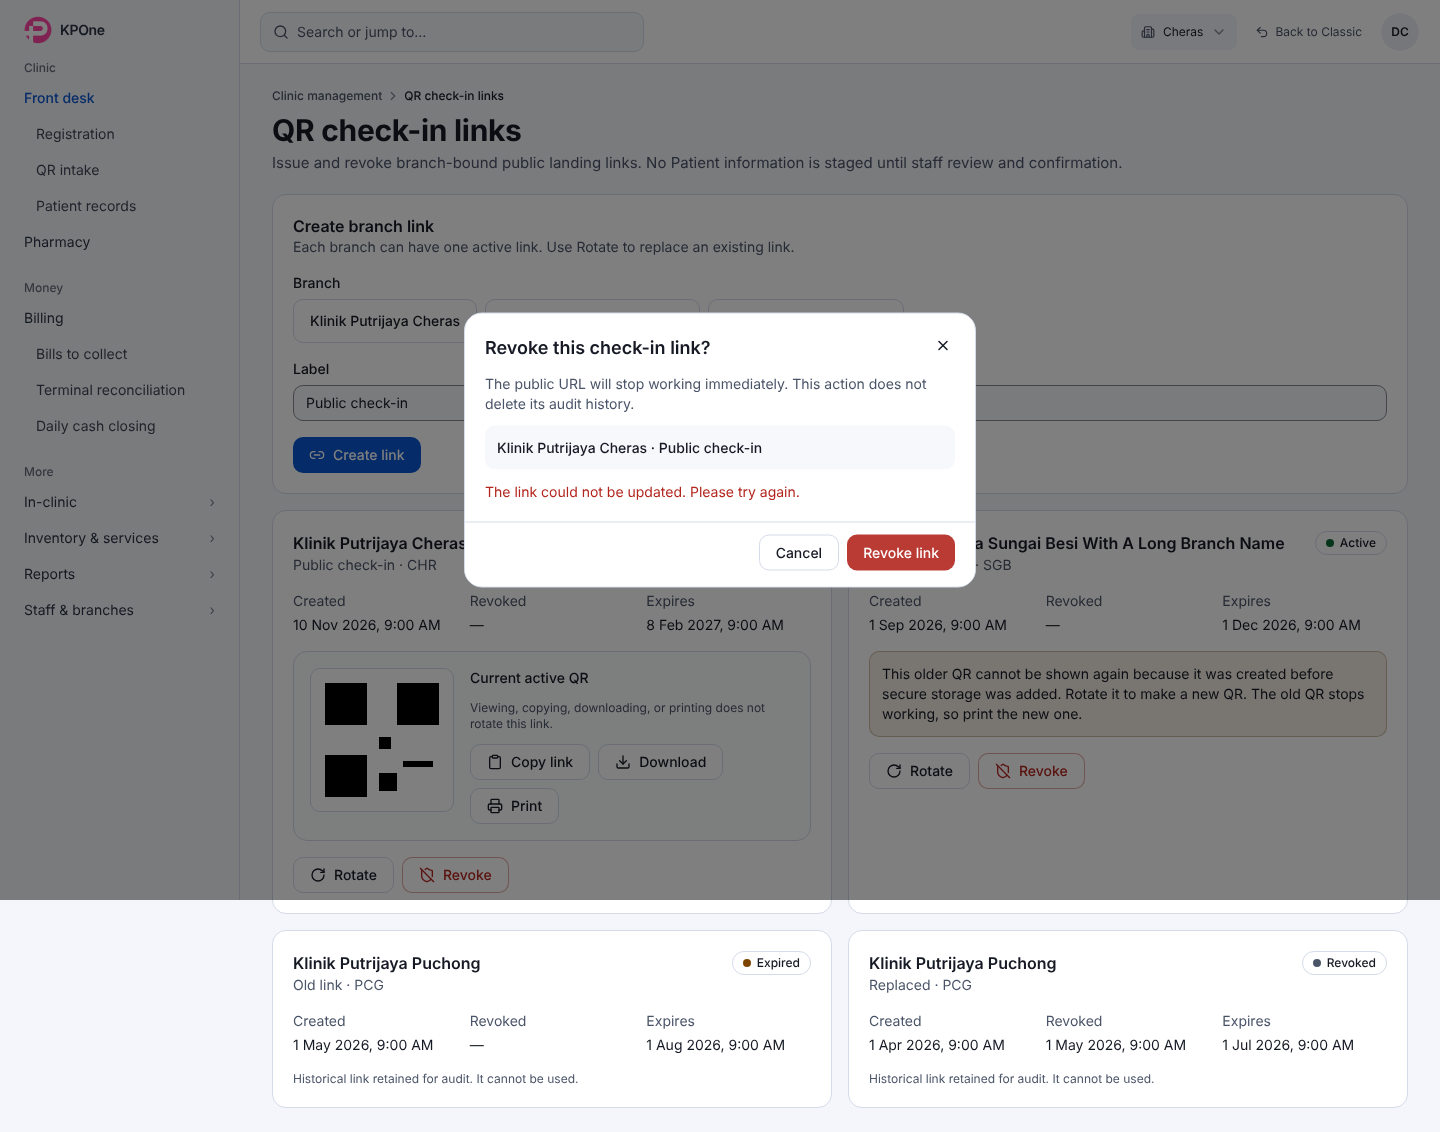 KPOne
Search or jump to...
Cheras
Back to Classic
DC
Clinic
Front desk
Registration
QR intake
Patient records
Pharmacy
Money
Billing
Bills to collect
Terminal reconciliation
Daily cash closing
More
In-clinic
Inventory & services
Reports
Staff & branches
Clinic management > QR check-in links
QR check-in links
Issue and revoke branch-bound public landing links. No Patient information is staged until staff review and confirmation.
Create branch link
Each branch can have one active link. Use Rotate to replace an existing link.
Branch
Klinik Putrijaya Cheras
Label
Public check-in
Create link
Revoke this check-in link?
The public URL will stop working immediately. This action does not
delete its audit history.
Klinik Putrijaya Cheras · Public check-in
The link could not be updated. Please try again.
Cancel
Revoke link
Klinik Putrijaya Cheras
Public check-in · CHR
Created
Revoked
Expires
10 Nov 2026, 9:00 AM
—
8 Feb 2027, 9:00 AM
Current active QR
Viewing, copying, downloading, or printing does not
rotate this link.
Copy link
Download
Print
Rotate
Revoke
a Sungai Besi With A Long Branch Name
Active
· SGB
Created
Revoked
Expires
1 Sep 2026, 9:00 AM
—
1 Dec 2026, 9:00 AM
This older QR cannot be shown again because it was created before
secure storage was added. Rotate it to make a new QR. The old QR stops
working, so print the new one.
Rotate
Revoke
Klinik Putrijaya Puchong
Expired
Old link · PCG
Created
Revoked
Expires
1 May 2026, 9:00 AM
—
1 Aug 2026, 9:00 AM
Historical link retained for audit. It cannot be used.
Klinik Putrijaya Puchong
Revoked
Replaced · PCG
Created
Revoked
Expires
1 Apr 2026, 9:00 AM
1 May 2026, 9:00 AM
1 Jul 2026, 9:00 AM
Historical link retained for audit. It cannot be used.